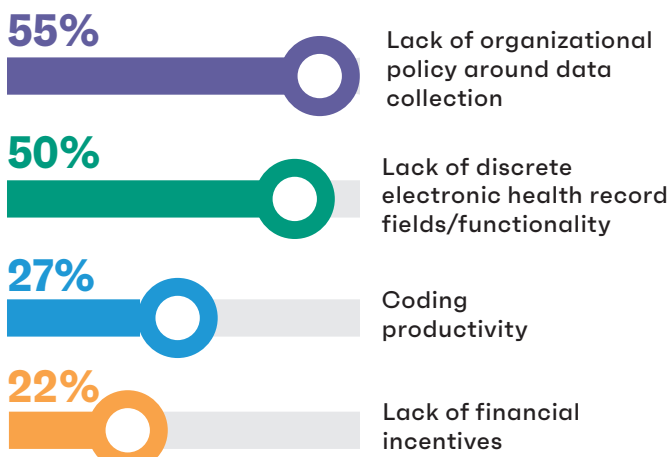 55%
Lack of organizational
policy around data
collection
50%
Lack of discrete
electronic health record
fields/functionality
27%
Coding
productivity
22%
Lack of financial
incentives